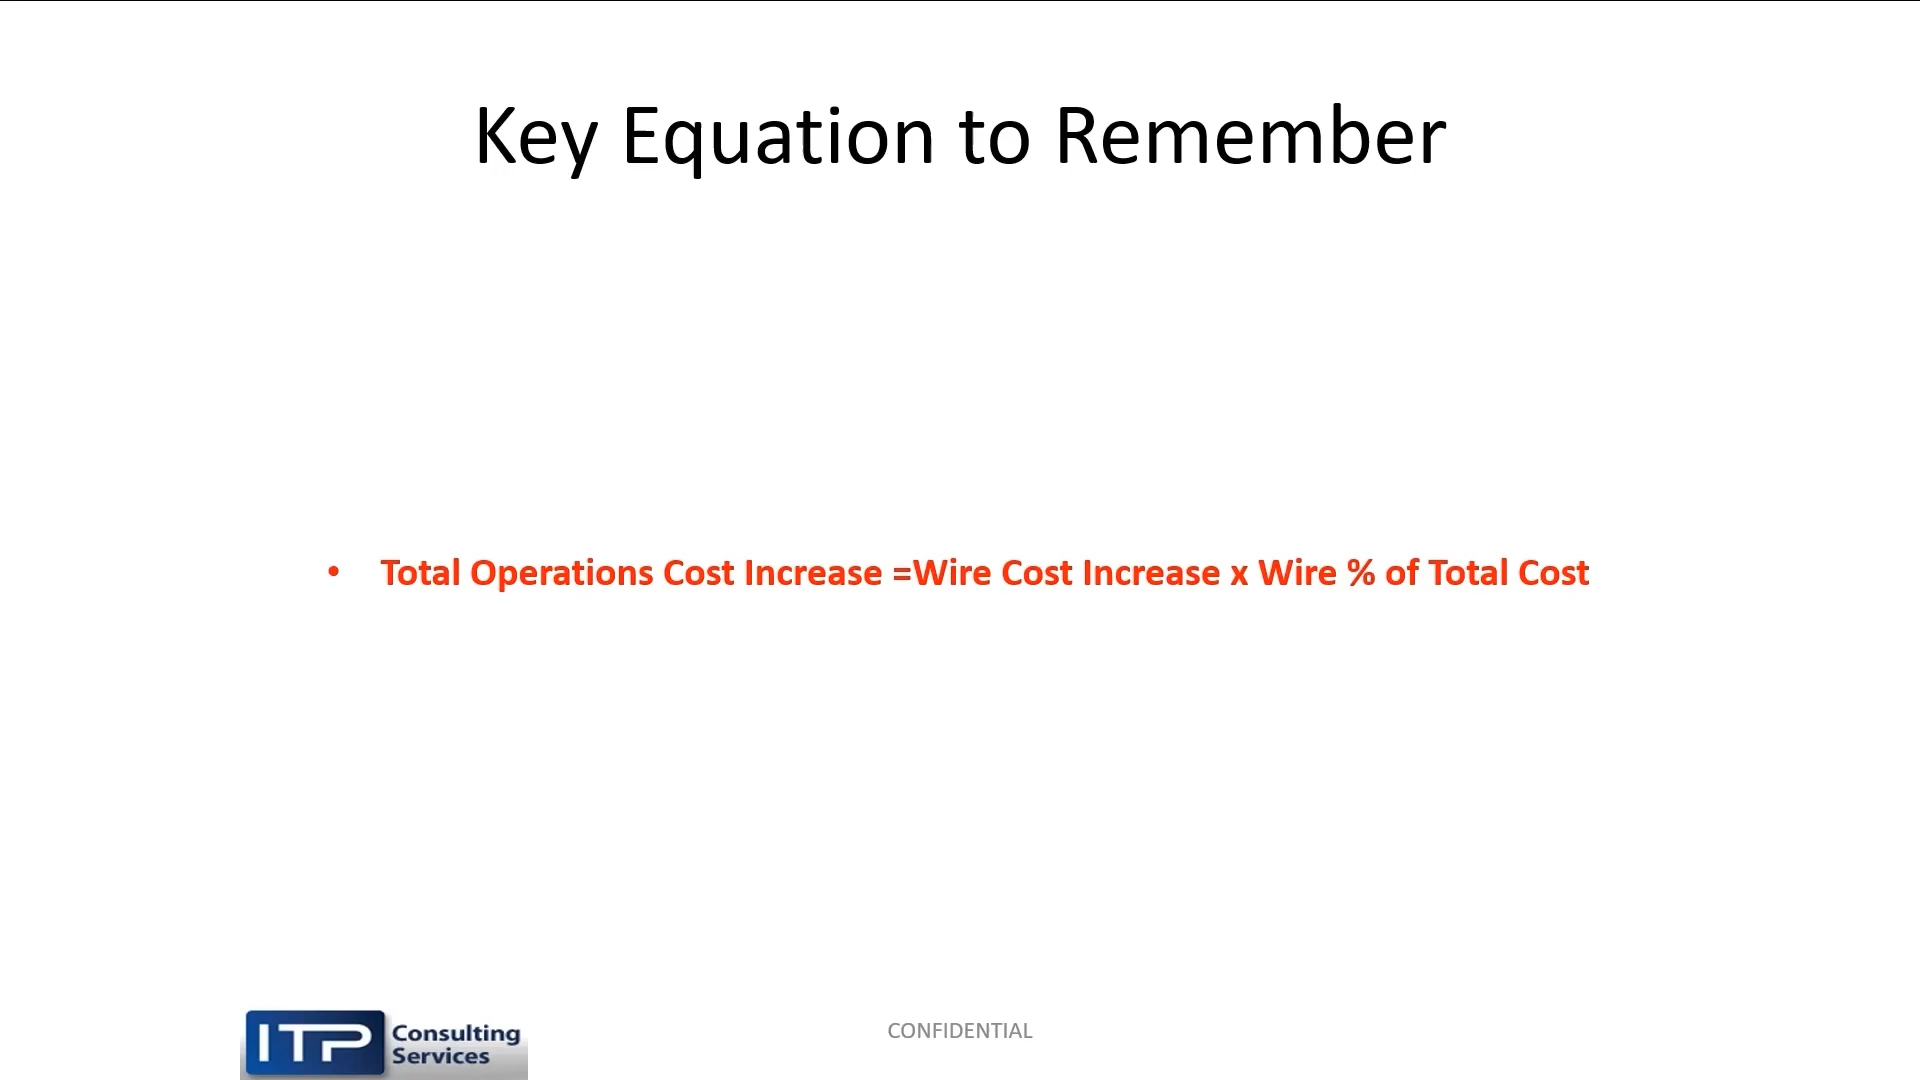 Key Equation to Remember
• Total Operations Cost Increase =Wire Cost Increase x Wire % of Total Cost
ITP Consulting
Services
CONFIDENTIAL